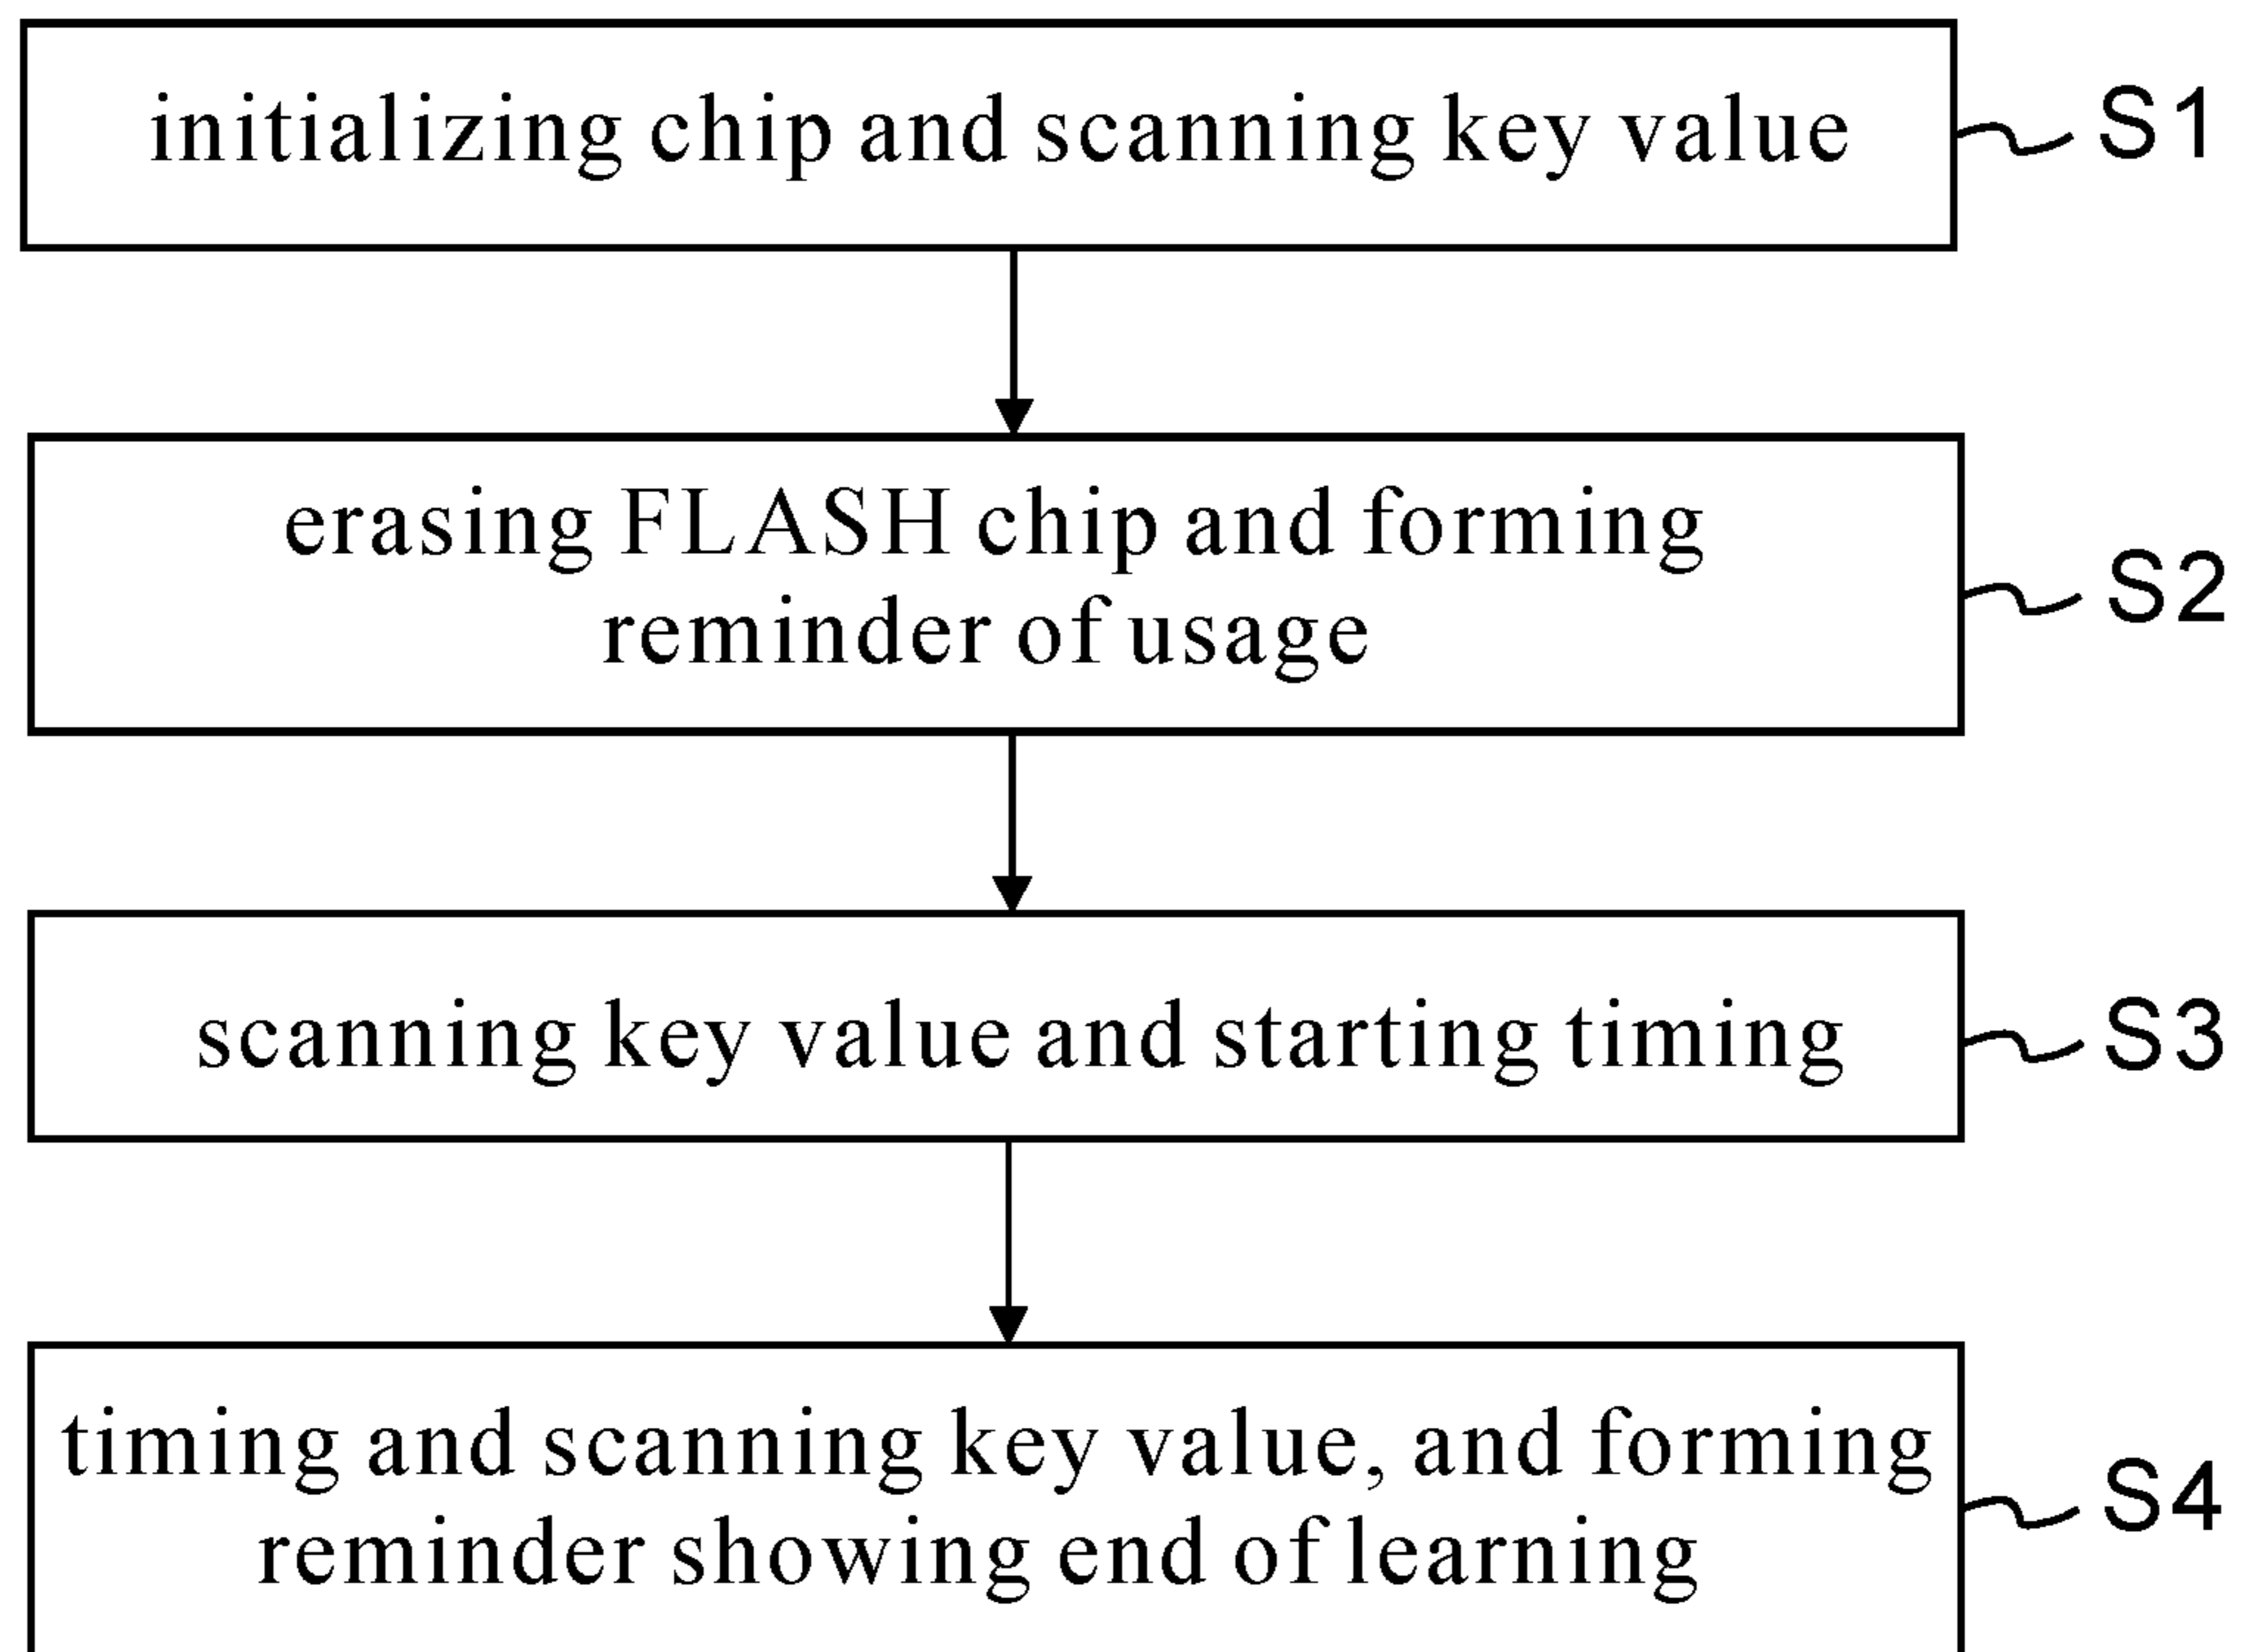 initializing chip and scanning key value
S1
erasing FLASH chip and forming
reminder of usage
S2
scanning key value and starting timing
S3
timing and scanning key value, and forming
reminder showing end of learning
S4